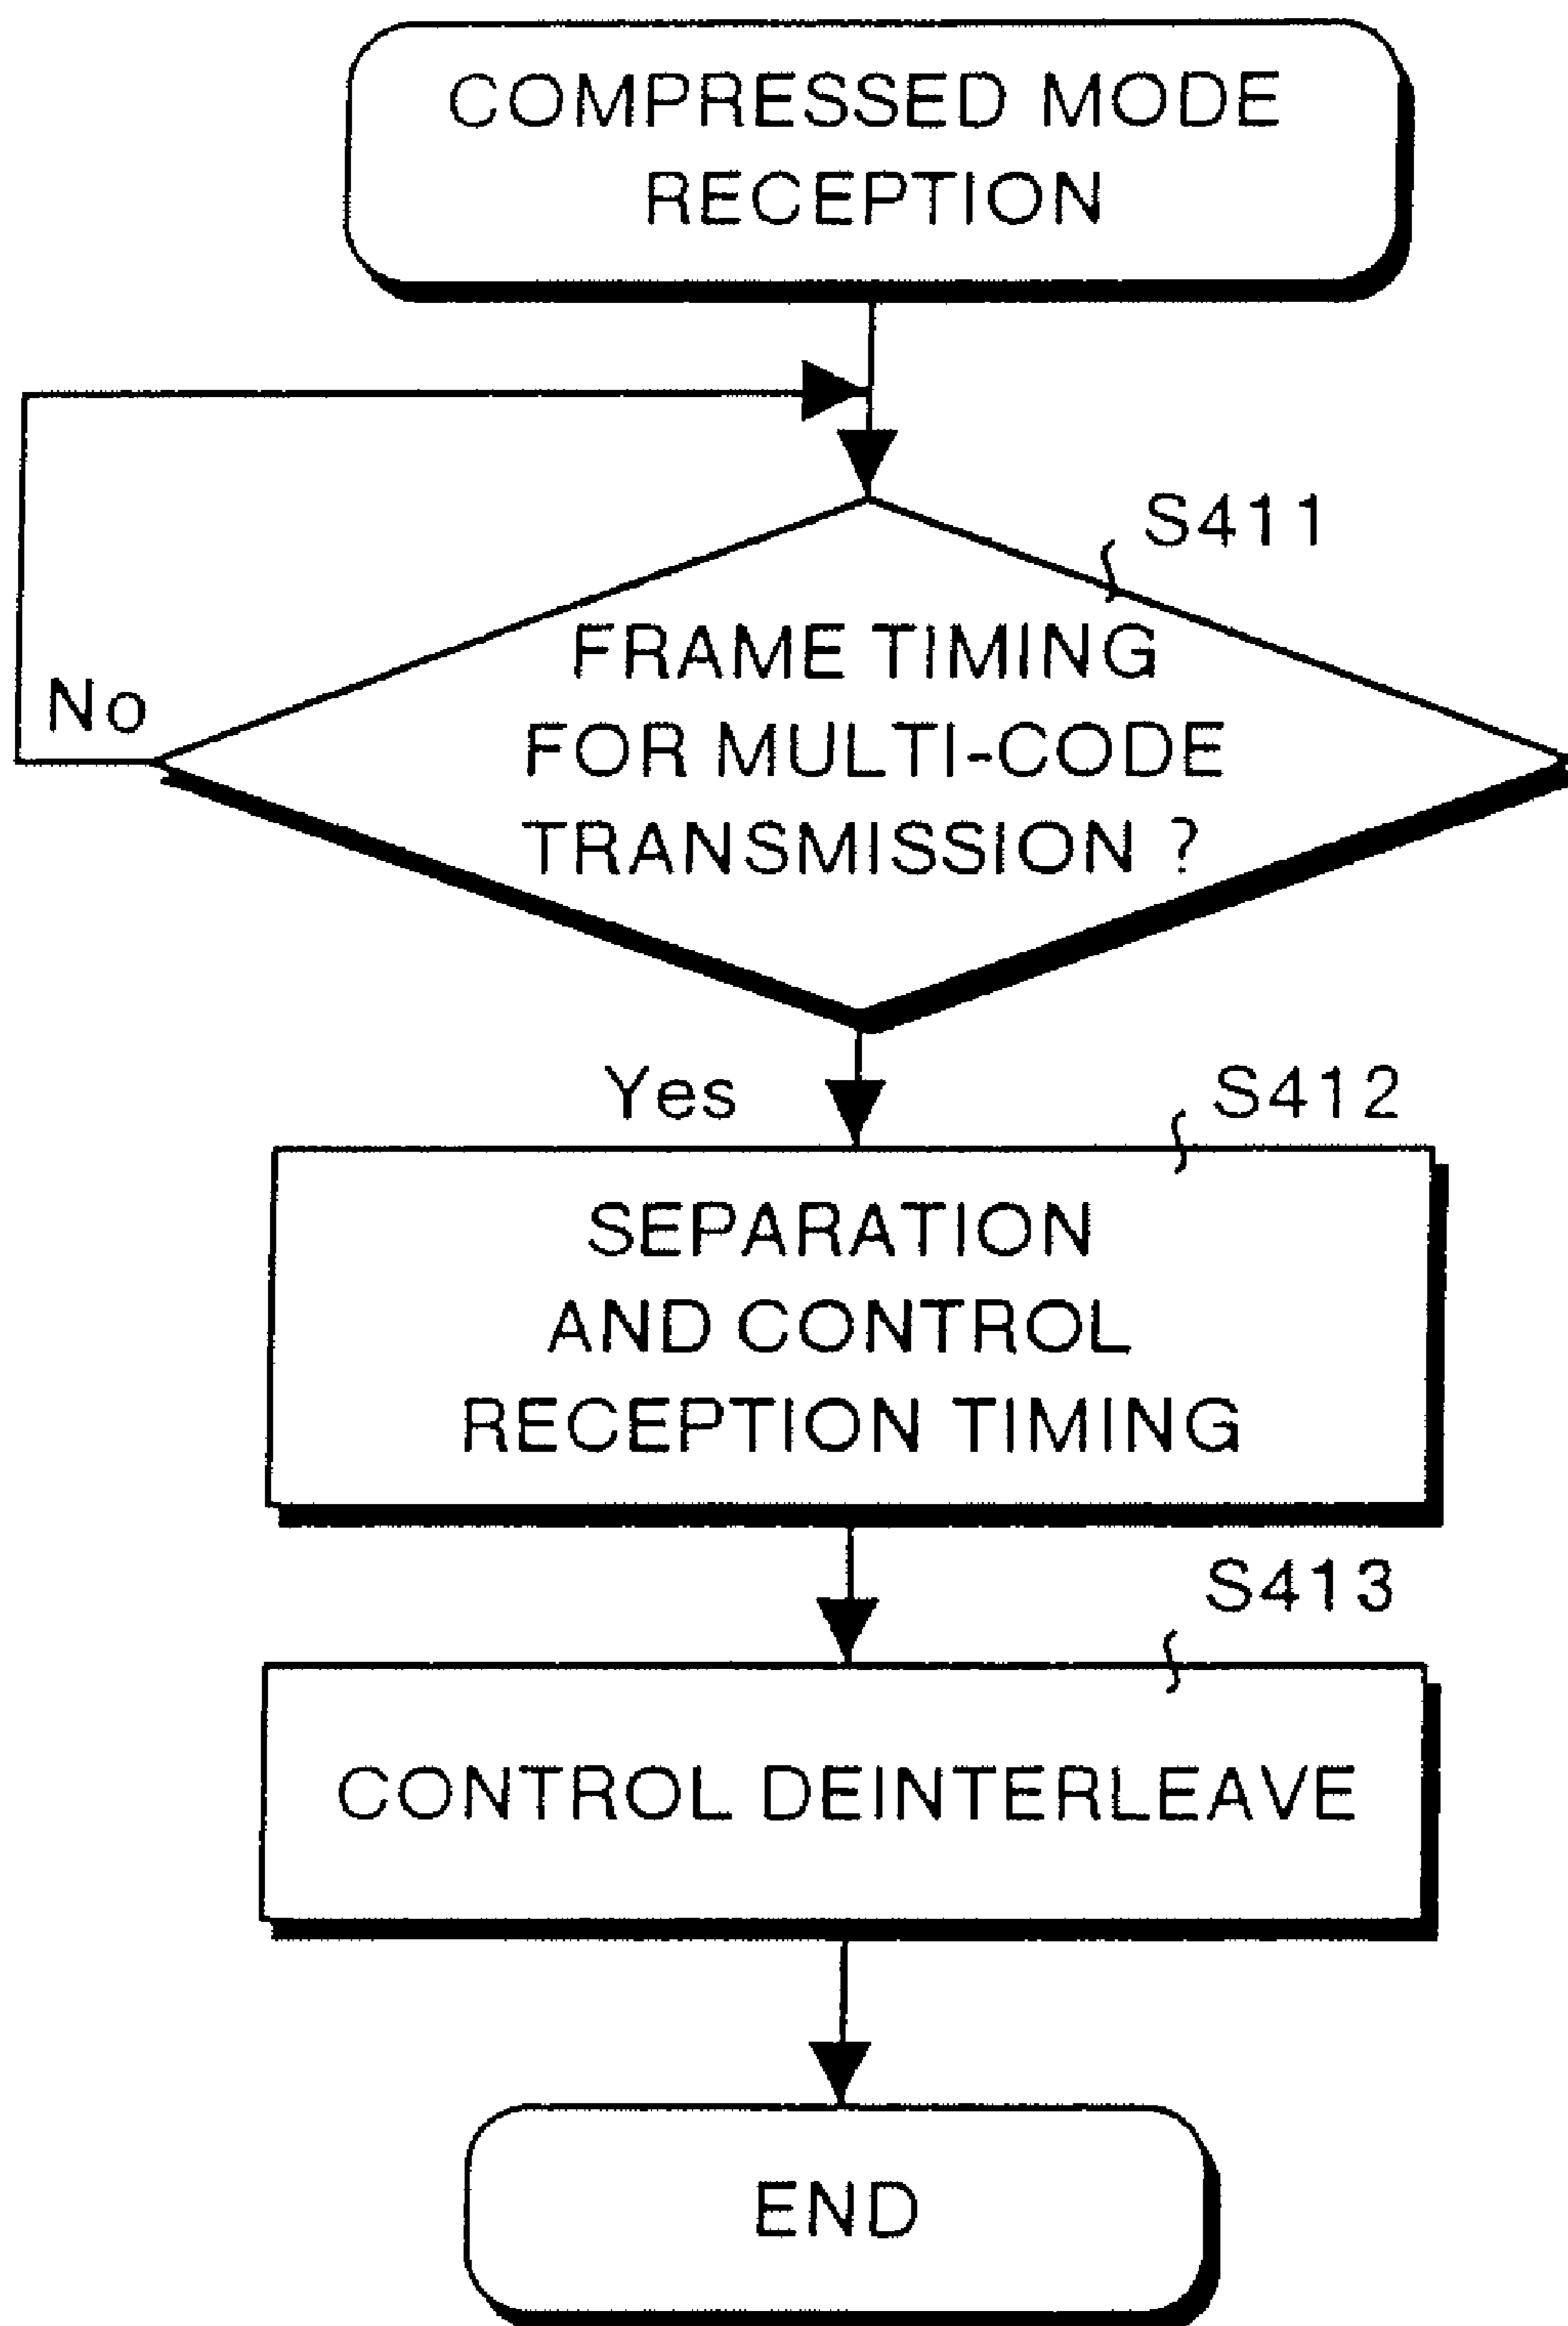 COMPRESSED MODE
RECEPTION
S411
FRAME TIMING
FOR MULTI-CODE
TRANSMISSION ?
No
Yes
S412
SEPARATION
AND CONTROL
RECEPTION TIMING
S413
CONTROL DEINTERLEAVE
END